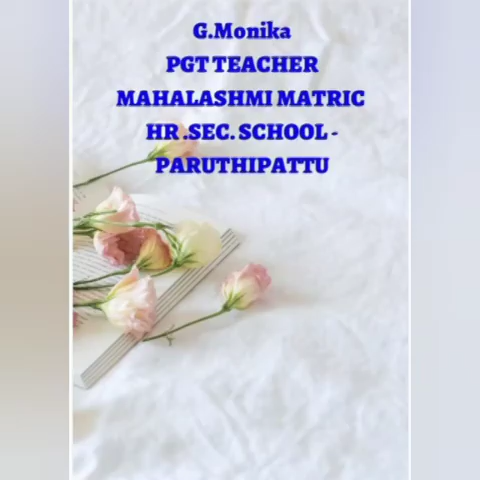 G.Monika
PGT TEACHER
MAHALASHMI MATRIC
HR .SEC. SCHOOL -
PARUTHIPATTU